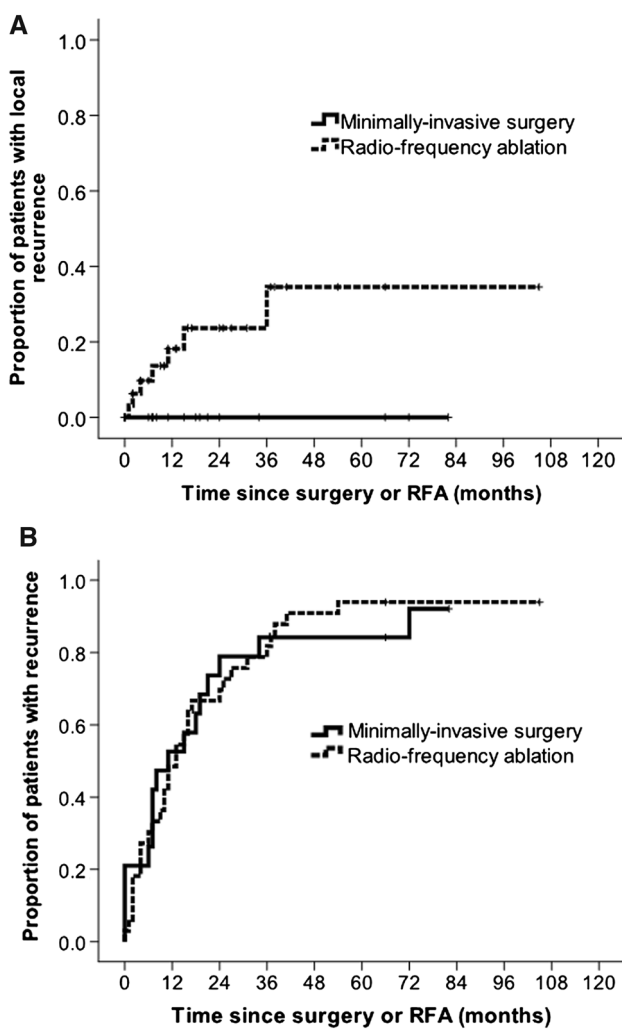 A
Proportion of patients with local
recurrence
1.0
0.8
0.6
0.4
0.2
0.0
Minimally-invasive surgery
Radio-frequency ablation
0 12 24 36 48 60 72 84 96 108 120
Time since surgery or RFA (months)
B
Proportion of patients with recurrence
1.0
0.8
0.6
0.4
0.2
0.0
Minimally-invasive surgery
Radio-frequency ablation
0 12 24 36 48 60 72 84 96 108 120
Time since surgery or RFA (months)